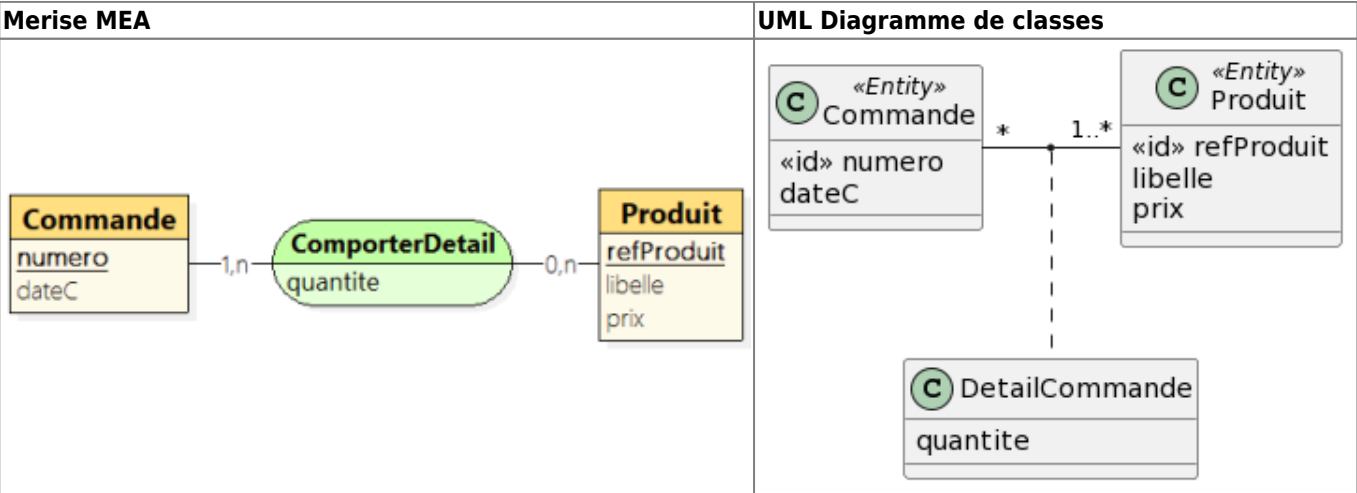 Merise MEA
UML Diagramme de classes
Commande
numero
dateC
1,n
ComporterDetail
quantite
0,n
Produit
refProduit
libelle
prix
C
«Entity»
Commande
«id» numero
dateC
*
1..*
C
«Entity»
Produit
«id» refProduit
libelle
prix
C DetailCommande
quantite